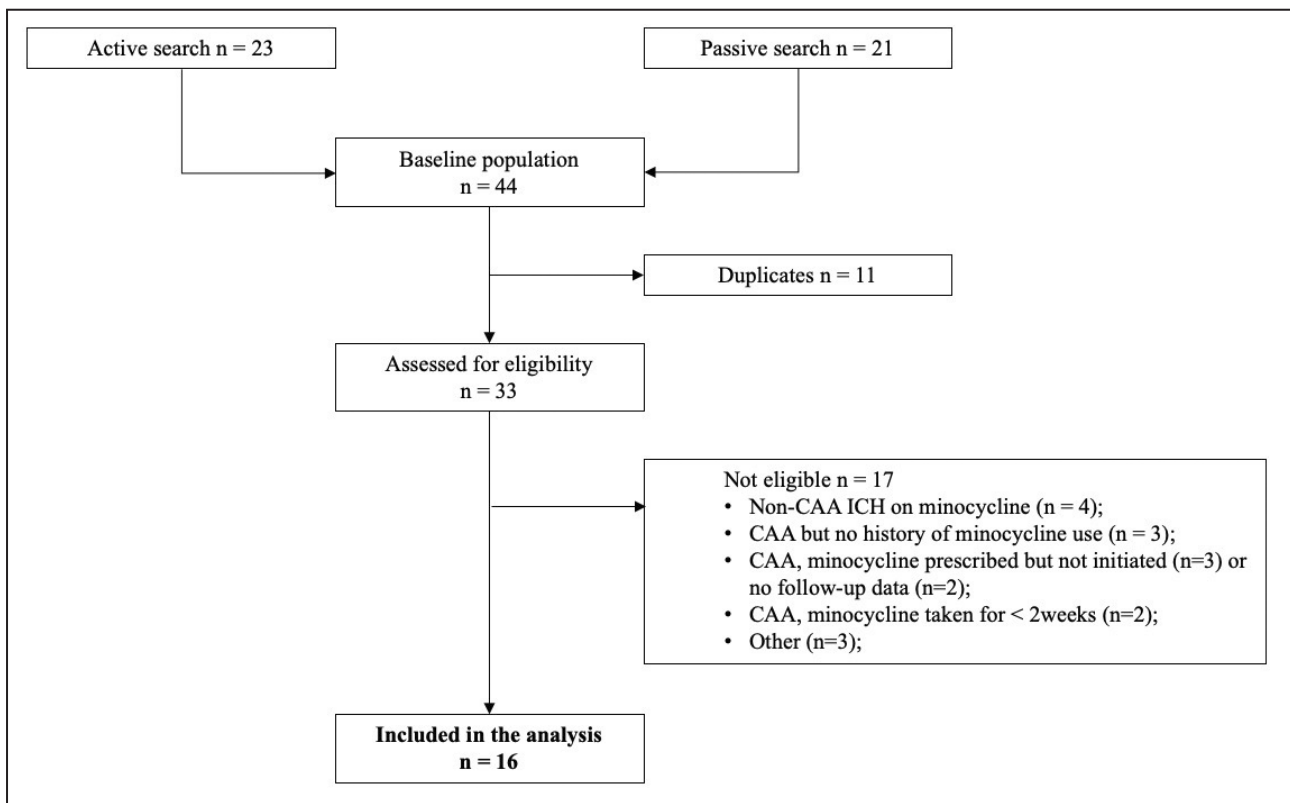 Active search n = 23
Passive search n = 21
Baseline population
n = 44
Duplicates n = 11
Assessed for eligibility
n = 33
Not eligible n = 17
• Non-CAA ICH on minocycline (n = 4);
• CAA but no history of minocycline use (n = 3);
• CAA, minocycline prescribed but not initiated (n=3) or
no follow-up data (n=2);
• CAA, minocycline taken for < 2weeks (n=2);
• Other (n=3);
Included in the analysis
n = 16